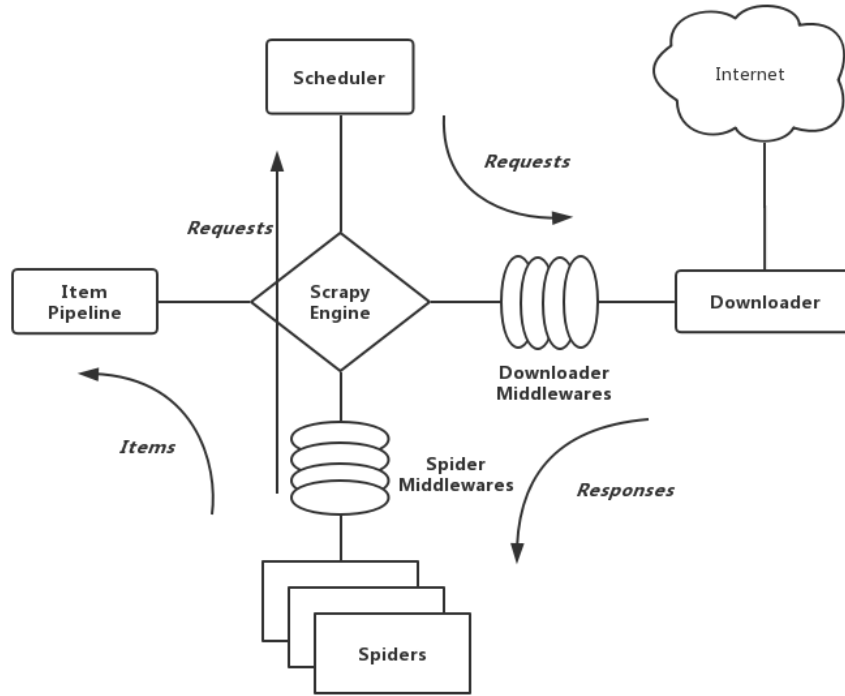 Scheduler
Internet
Requests
Requests
Item
Pipeline
Scrapy
Engine
Downloader
Downloader
Middlewares
Items
Spider
Middlewares
Responses
Spiders